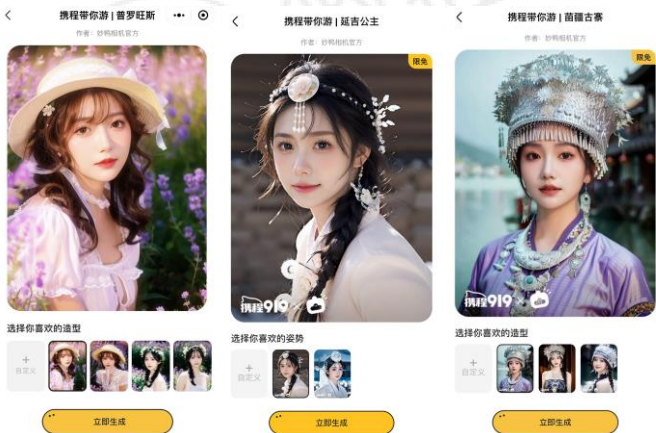 携程带你游 | 普罗旺斯
作者：妙鸭相机官方
选择你喜欢的造型
+
自定义
立即生成
携程带你游 | 延吉公主
作者：妙鸭相机官方
限免
携程919 ×
选择你喜欢的姿势
+
自定义
立即生成
携程带你游 | 苗疆古寨
作者：妙鸭相机官方
限免
携程919 ×
选择你喜欢的造型
+
自定义
立即生成